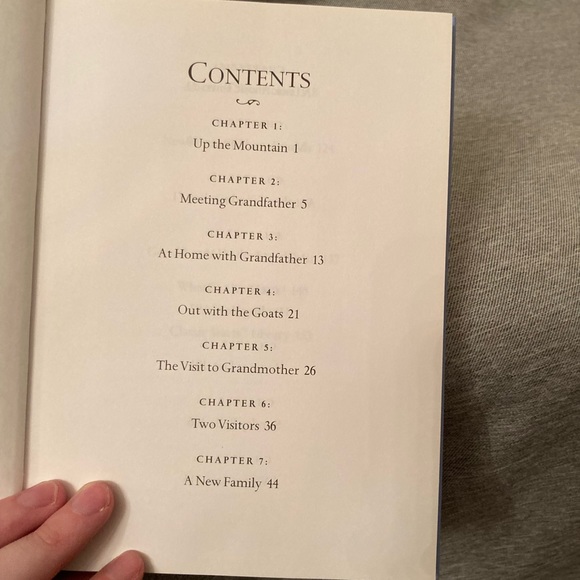 CONTENTS
CHAPTER 1:
Up the Mountain 1
CHAPTER 2:
Meeting Grandfather 5
CHAPTER 3:
At Home with Grandfather 13
CHAPTER 4:
Out with the Goats 21
CHAPTER 5:
The Visit to Grandmother 26
CHAPTER 6:
Two Visitors 36
CHAPTER 7:
A New Family 44